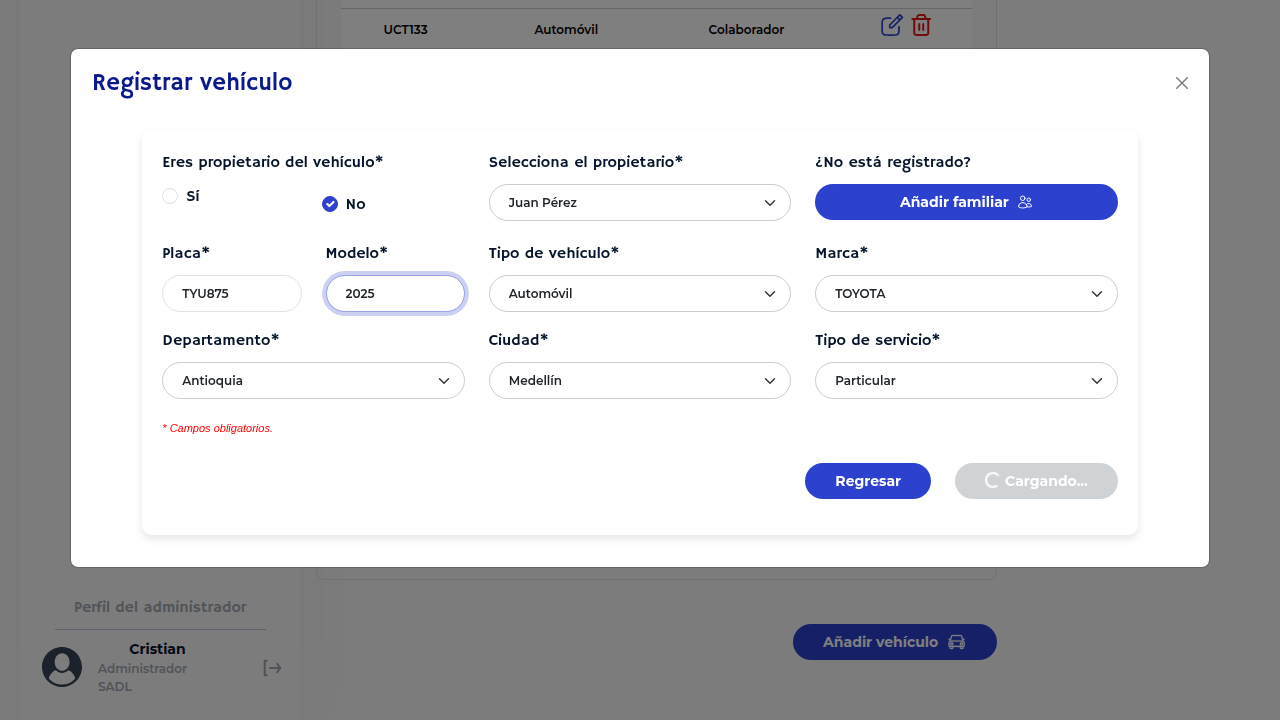 UCT133 Automóvil Colaborador
Registrar vehículo
Eres propietario del vehículo* Selecciona el propietario* ¿No está registrado?
Sí No Juan Pérez Añadir familiar
Placa* Modelo* Tipo de vehículo* Marca*
TYU875 2025 Automóvil TOYOTA
Departamento* Ciudad* Tipo de servicio*
Antioquia Medellín Particular
* Campos obligatorios.
Regresar Cargando...
Perfil del administrador
Cristian
Administrador
SADL
Añadir vehículo